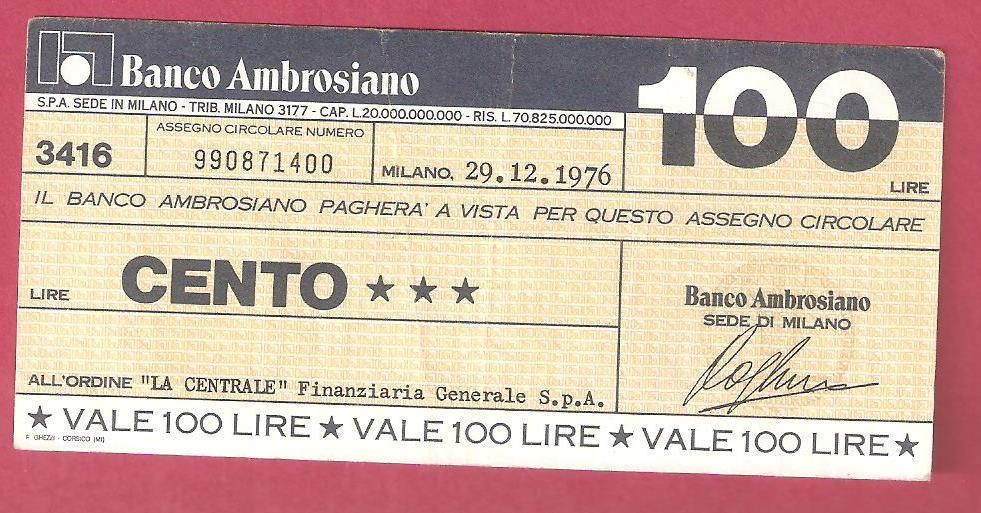 Banco Ambrosiano
100
S.P.A. SEDE IN MILANO - TRIB. MILANO 3177 - CAP. L.20.000.000.000 - RIS. L.70.825.000.000
3416
ASSEGNO CIRCOLARE NUMERO
990871400
MILANO, 29.12.1976
LIRE
IL BANCO AMBROSIANO PAGHERA' A VISTA PER QUESTO ASSEGNO CIRCOLARE
LIRE CENTO ★ ★ ★
Banco Ambrosiano
SEDE DI MILANO
ALL'ORDINE "LA CENTRALE" Finanziaria Generale S.p.A.
★ VALE 100 LIRE ★ VALE 100 LIRE ★ VALE 100 LIRE ★
F. GHEZZI - CORSICO (MI)